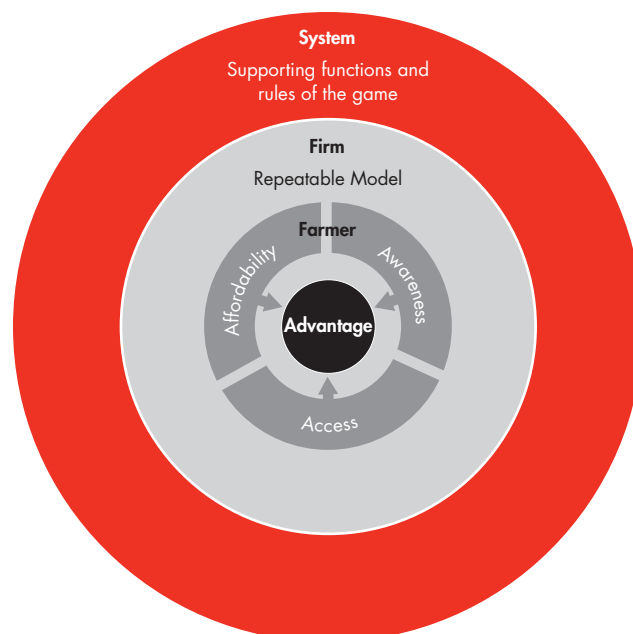 System
Supporting functions and
rules of the game
Firm
Repeatable Model
Farmer
Affordability
Awareness
Advantage
Access